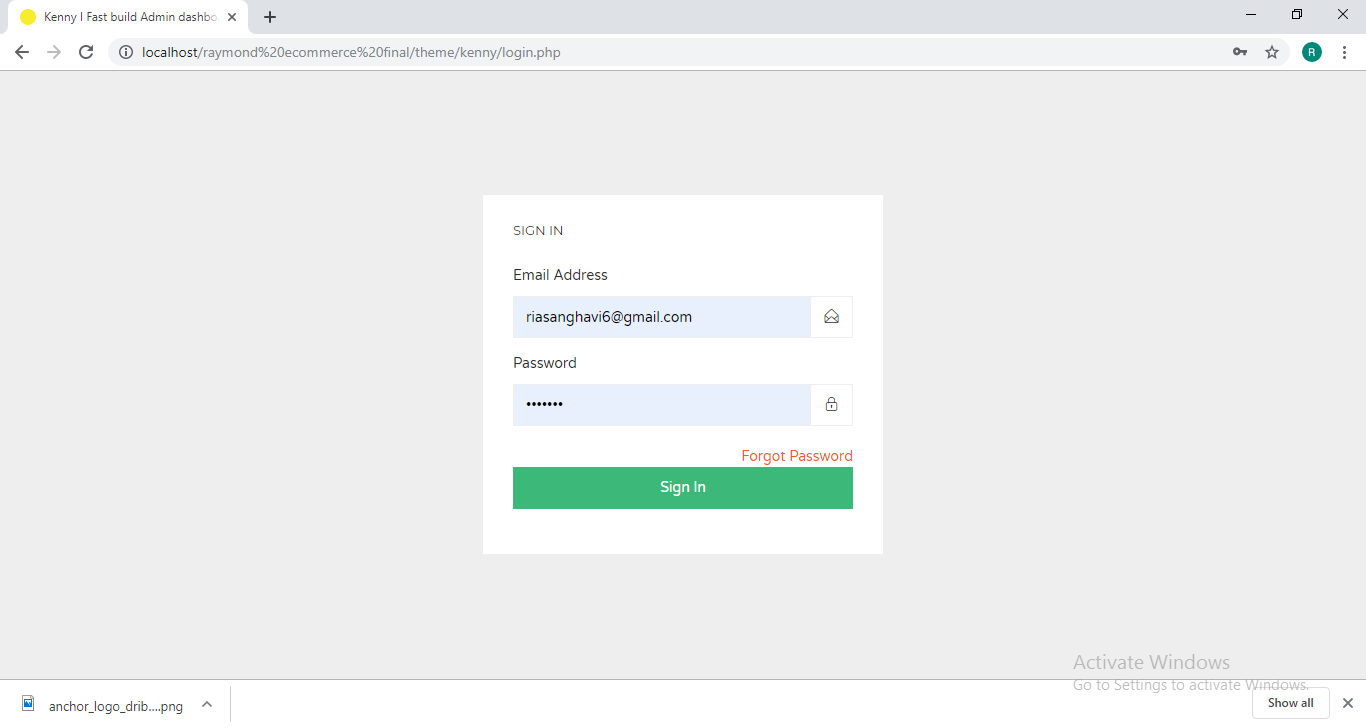 Kenny I Fast build Admin dashbo
localhost/raymond%20ecommerce%20final/theme/kenny/login.php
R
SIGN IN
Email Address
riasanghavi6@gmail.com
Password
•••••••
Forgot Password
Sign In
Activate Windows
Go to Settings to activate Windows.
anchor_logo_drib....png
Show all